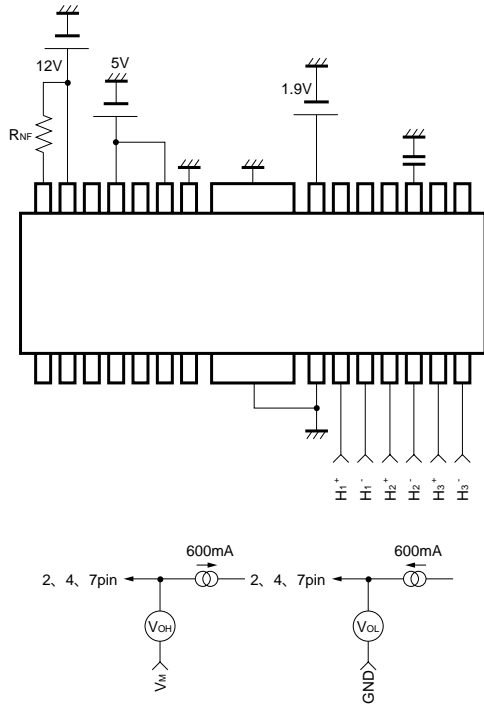 12V
5V
1.9V
RNF
H1+
H1-
H2+
H2-
H3+
H3-
600mA
2、4、7pin
VOH
VM
600mA
2、4、7pin
VOL
GND